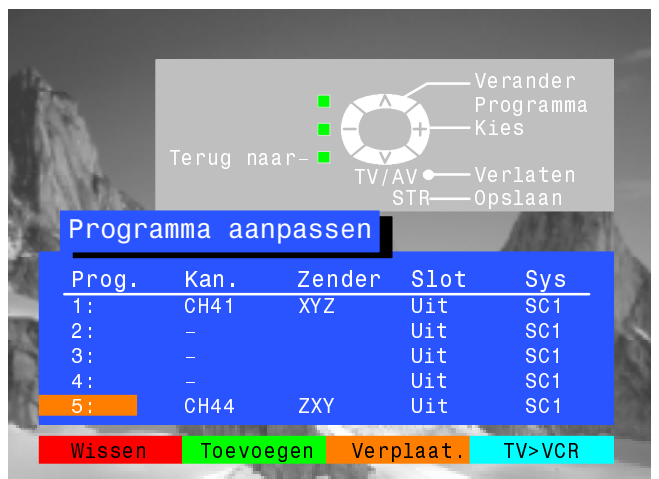 Verander
Programma
Kies
Terug naar
TV/AV Verlaten
STR Opslaan
Programma aanpassen
Prog. Kan. Zender Slot Sys
1: CH41 XYZ Uit SC1
2: – Uit SC1
3: – Uit SC1
4: – Uit SC1
5: CH44 ZXY Uit SC1
Wissen Toevoegen Verplaat. TV>VCR